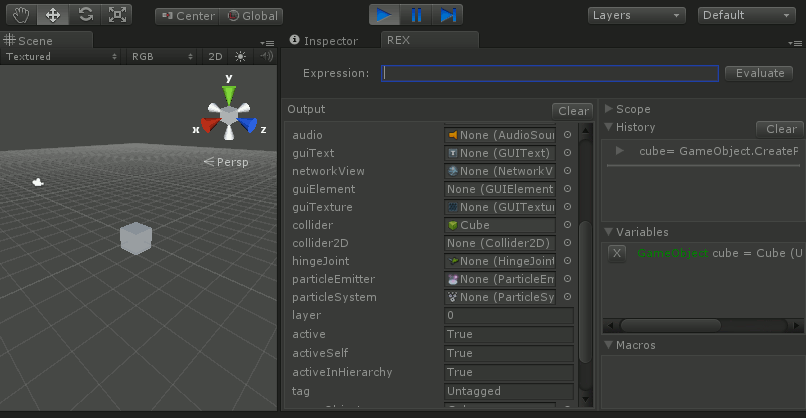 Center Global Layers Default
Scene
Textured RGB 2D
y
x z
Persp
Inspector REX
Expression: Evaluate
Output Clear
audio None (AudioSour
guiText None (GUIText)
networkView None (NetworkV
guiElement None (GUIElement
guiTexture None (GUITextur
collider Cube
collider2D None (Collider2D)
hingeJoint None (HingeJoint
particleEmitter None (ParticleEm
particleSystem None (ParticleSy
layer 0
active True
activeSelf True
activeInHierarchy True
tag Untagged
Scope
History Clear
cube= GameObject.CreateP
Variables
X GameObject cube = Cube (U
Macros